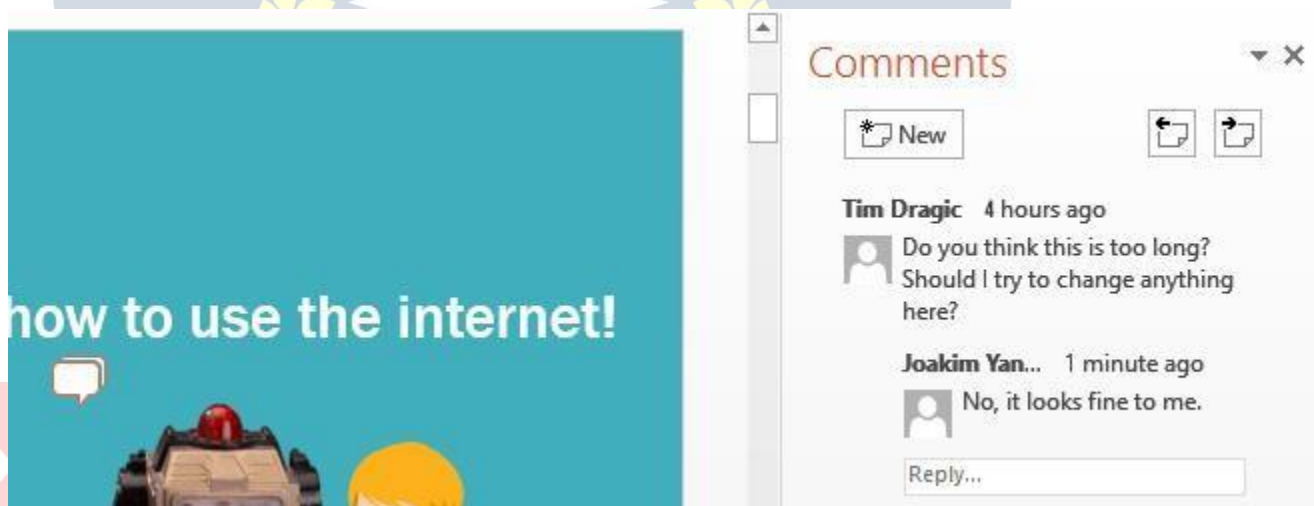 Comments
New
Tim Dragic 4 hours ago
Do you think this is too long?
Should I try to change anything
here?
how to use the internet!
Joakim Yan... 1 minute ago
No, it looks fine to me.
Reply...